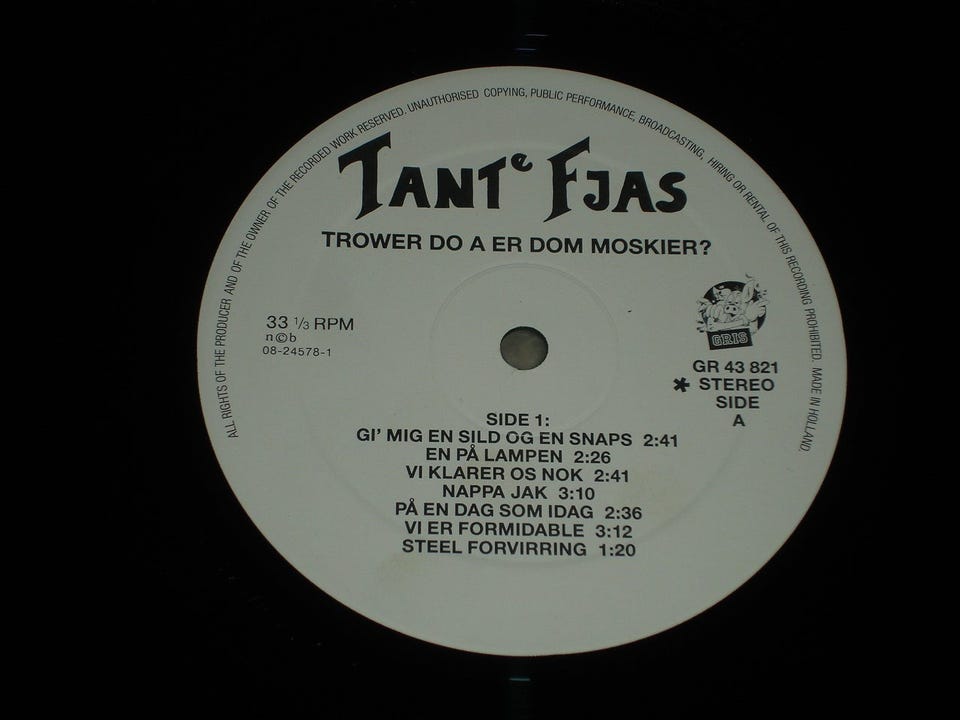 ALL RIGHTS OF THE PRODUCER AND OF THE OWNER OF THE RECORDED WORK RESERVED. UNAUTHORISED COPYING, PUBLIC PERFORMANCE, BROADCASTING, HIRING OR RENTAL OF THIS RECORDING PROHIBITED. MADE IN HOLLAND.
TANTe FJAS
TROWER DO A ER DOM MOSKIER?
33 1/3 RPM
n©b
08-24578-1
GRIS
GR 43 821
* STEREO
SIDE
A
SIDE 1:
GI' MIG EN SILD OG EN SNAPS 2:41
EN PÅ LAMPEN 2:26
VI KLARER OS NOK 2:41
NAPPA JAK 3:10
PÅ EN DAG SOM IDAG 2:36
VI ER FORMIDABLE 3:12
STEEL FORVIRRING 1:20